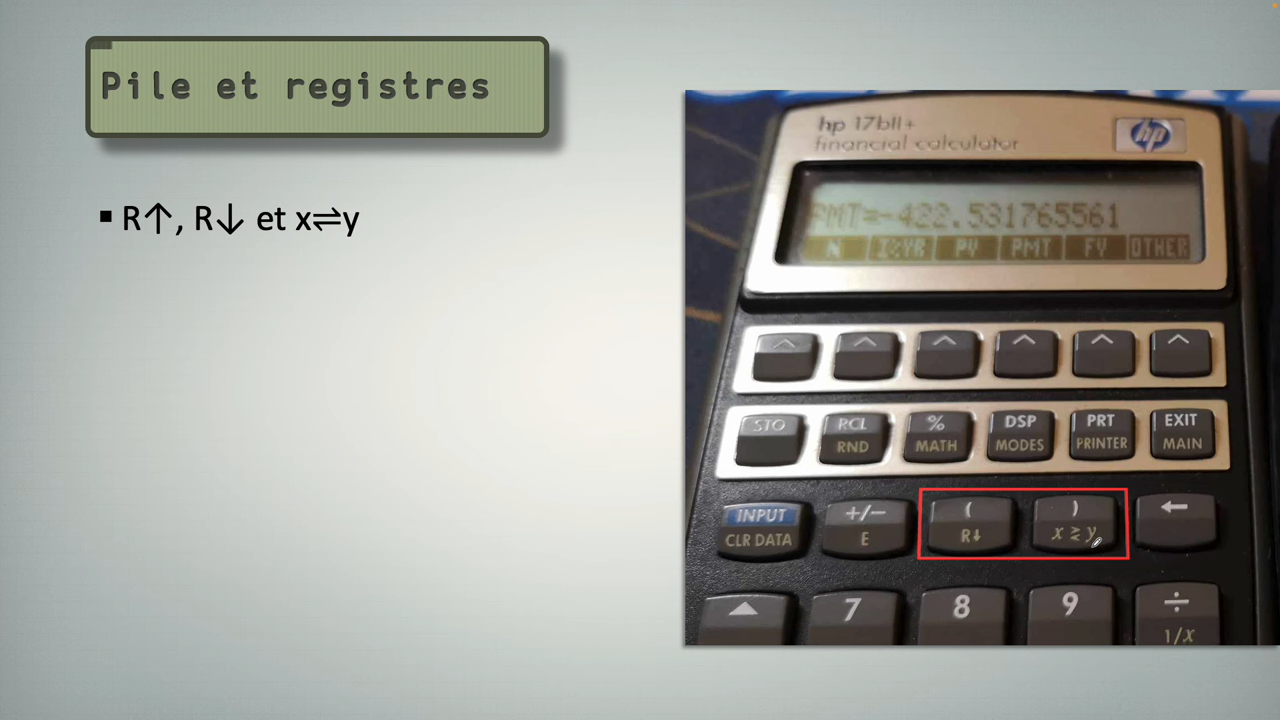 Pile et registres
▪ R↑, R↓ et x⇌y
hp 17bII+
financial calculator
hp
PMT=-422.531765561
N I%YR PV PMT FV OTHER
STO RCL % DSP PRT EXIT
RND MATH MODES PRINTER MAIN
INPUT +/− ( ) ←
CLR DATA E R↓ x≷y
7 8 9 ÷
1/x